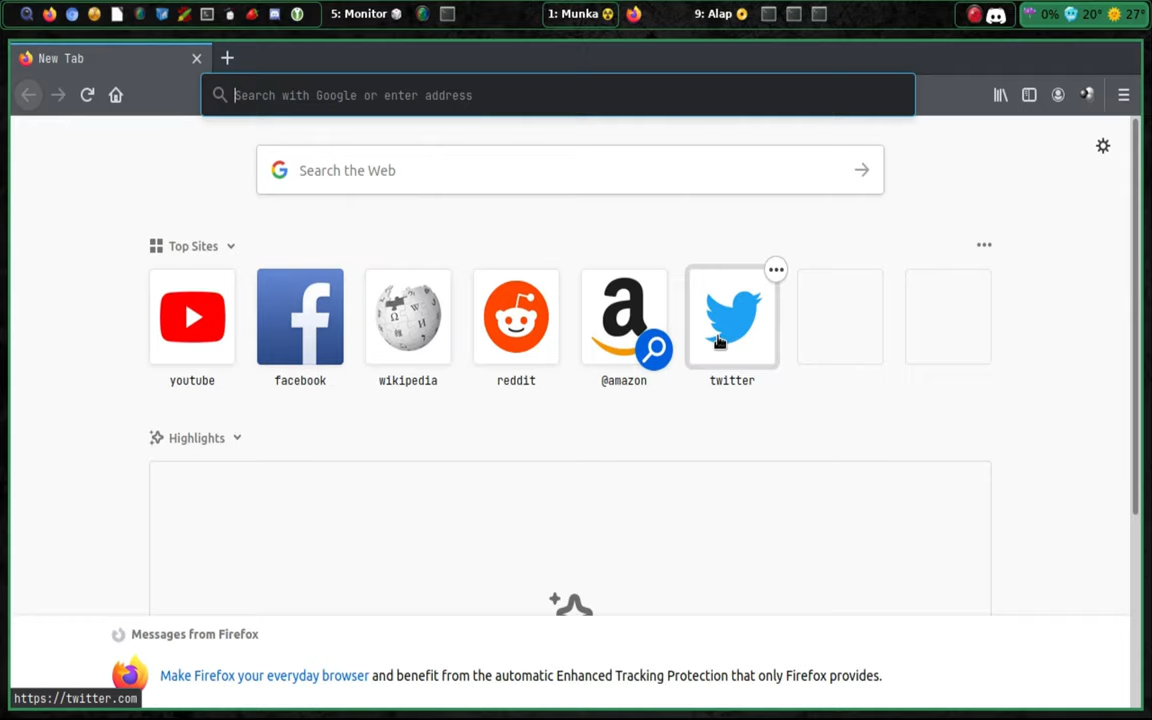 5: Monitor
1: Munka
9: Alap
0% 20° 27°
New Tab
Search with Google or enter address
Search the Web
Top Sites
youtube
facebook
wikipedia
reddit
@amazon
twitter
Highlights
Messages from Firefox
Make Firefox your everyday browser and benefit from the automatic Enhanced Tracking Protection that only Firefox provides.
https://twitter.com